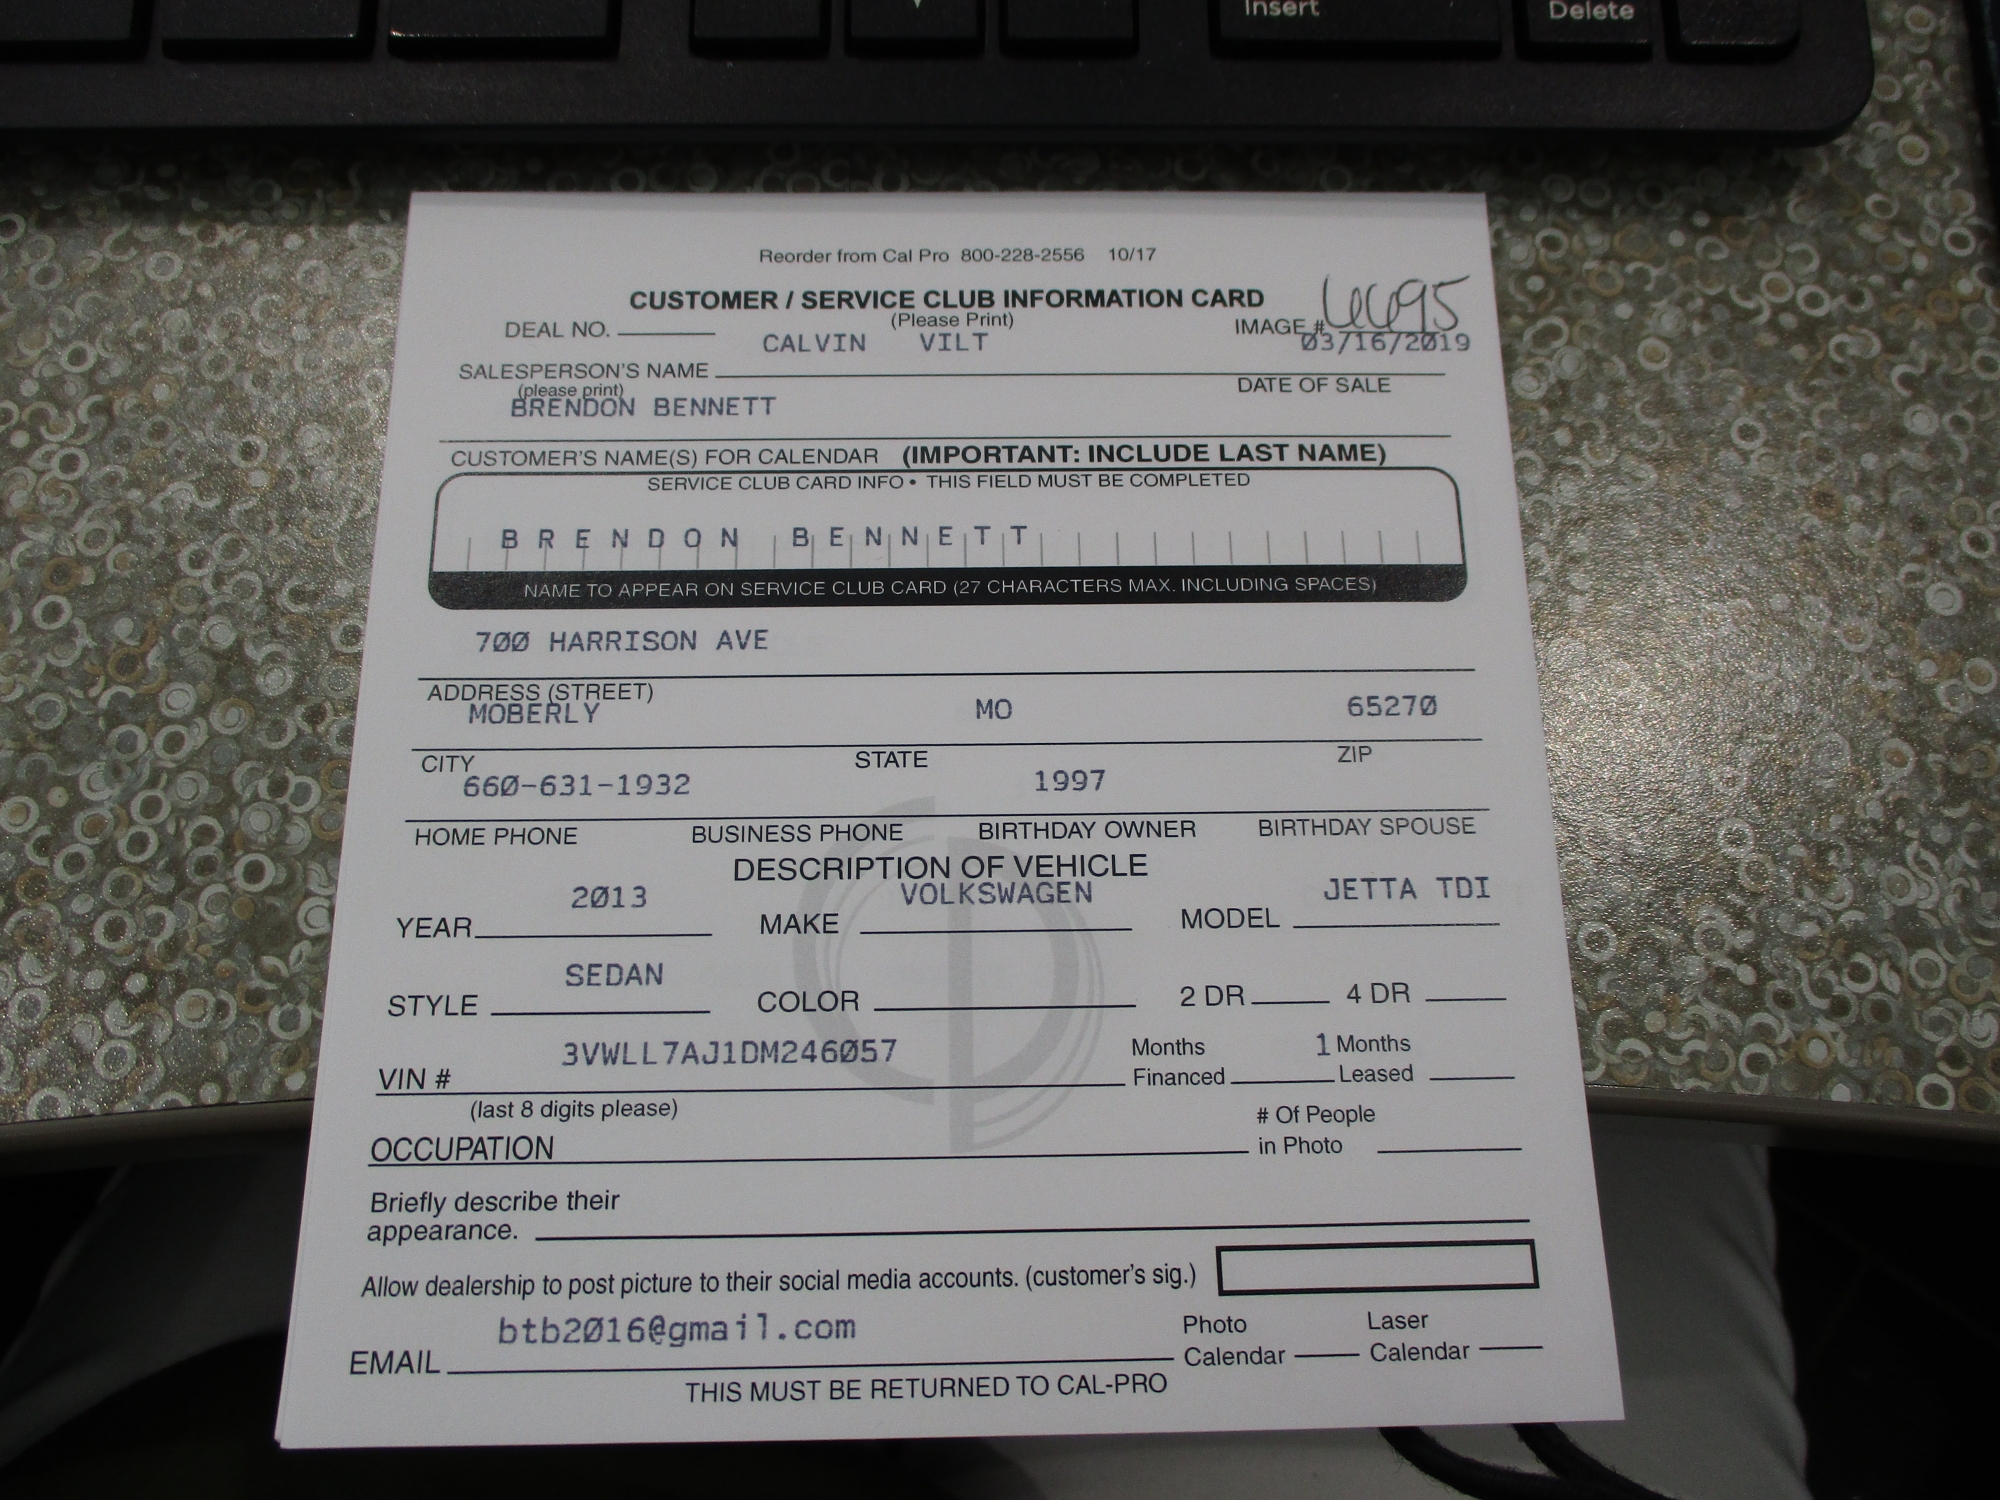 Insert
Delete
Reorder from Cal Pro 800-228-2556 10/17
CUSTOMER / SERVICE CLUB INFORMATION CARD
(Please Print)
DEAL NO. IMAGE #
CALVIN VILT 03/16/2019
SALESPERSON'S NAME DATE OF SALE
(please print)
BRENDON BENNETT
CUSTOMER'S NAME(S) FOR CALENDAR (IMPORTANT: INCLUDE LAST NAME)
SERVICE CLUB CARD INFO • THIS FIELD MUST BE COMPLETED
BRENDON BENNETT
NAME TO APPEAR ON SERVICE CLUB CARD (27 CHARACTERS MAX. INCLUDING SPACES)
700 HARRISON AVE
ADDRESS (STREET)
MOBERLY MO 65270
CITY STATE ZIP
660-631-1932 1997
HOME PHONE BUSINESS PHONE BIRTHDAY OWNER BIRTHDAY SPOUSE
DESCRIPTION OF VEHICLE
YEAR 2013 MAKE VOLKSWAGEN MODEL JETTA TDI
STYLE SEDAN COLOR 2 DR 4 DR
VIN # 3VWLL7AJ1DM246057 Months Financed 1 Months Leased
(last 8 digits please)
OCCUPATION # Of People in Photo
Briefly describe their
appearance.
Allow dealership to post picture to their social media accounts. (customer's sig.)
EMAIL btb2016@gmail.com Photo Calendar Laser Calendar
THIS MUST BE RETURNED TO CAL-PRO